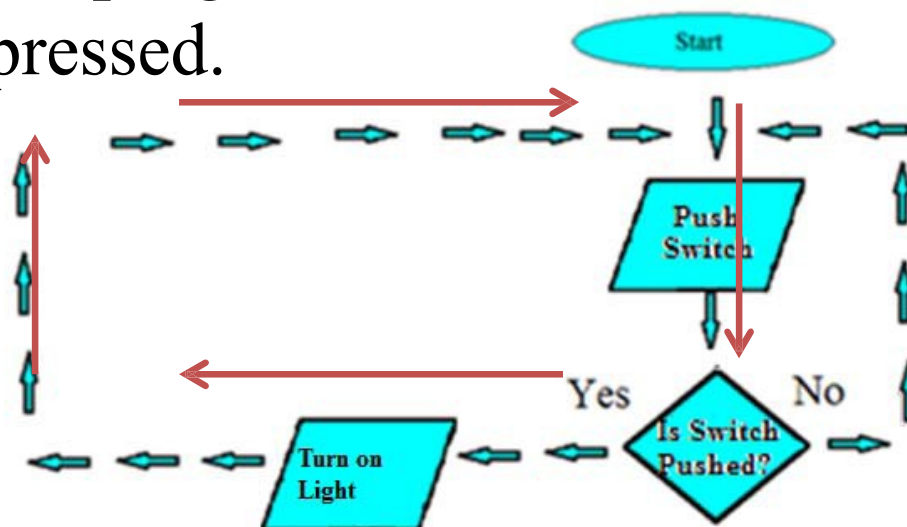 pressed.
Start
Push
Switch
Yes
No
Is Switch
Pushed?
Turn on
Light